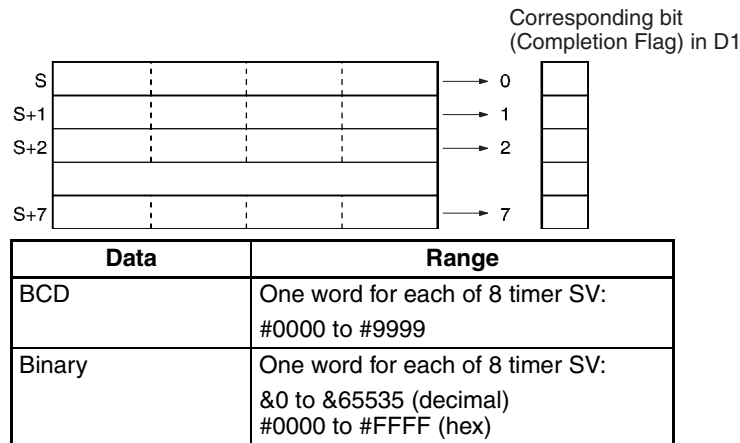 Corresponding bit
(Completion Flag) in D1
S 0
S+1 1
S+2 2
S+7 7
Data Range
BCD One word for each of 8 timer SV:
#0000 to #9999
Binary One word for each of 8 timer SV:
&0 to &65535 (decimal)
#0000 to #FFFF (hex)